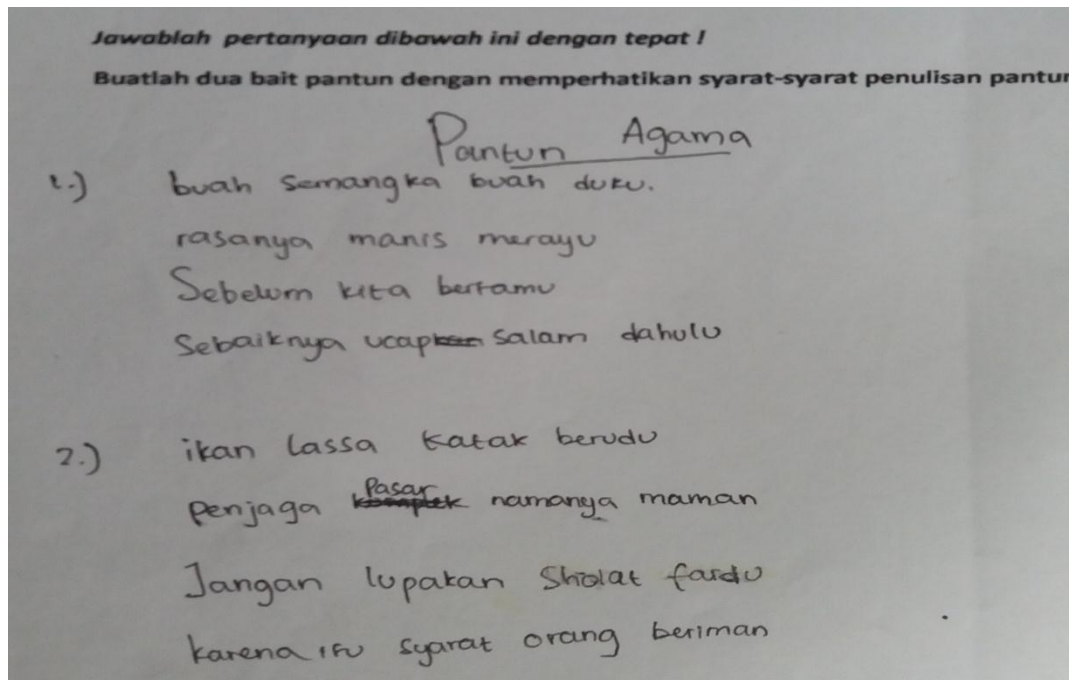 Jawablah pertanyaan dibawah ini dengan tepat !
Buatlah dua bait pantun dengan memperhatikan syarat-syarat penulisan pantun
Pantun Agama
1.) buah Semangka buah duku.
rasanya manis merayu
Sebelum kita bertamu
Sebaiknya ucap salam dahulu
2.) ikan lassa katak berudu
Penjaga Pasar namanya maman
Jangan lupakan Sholat fardu
karena itu syarat orang beriman